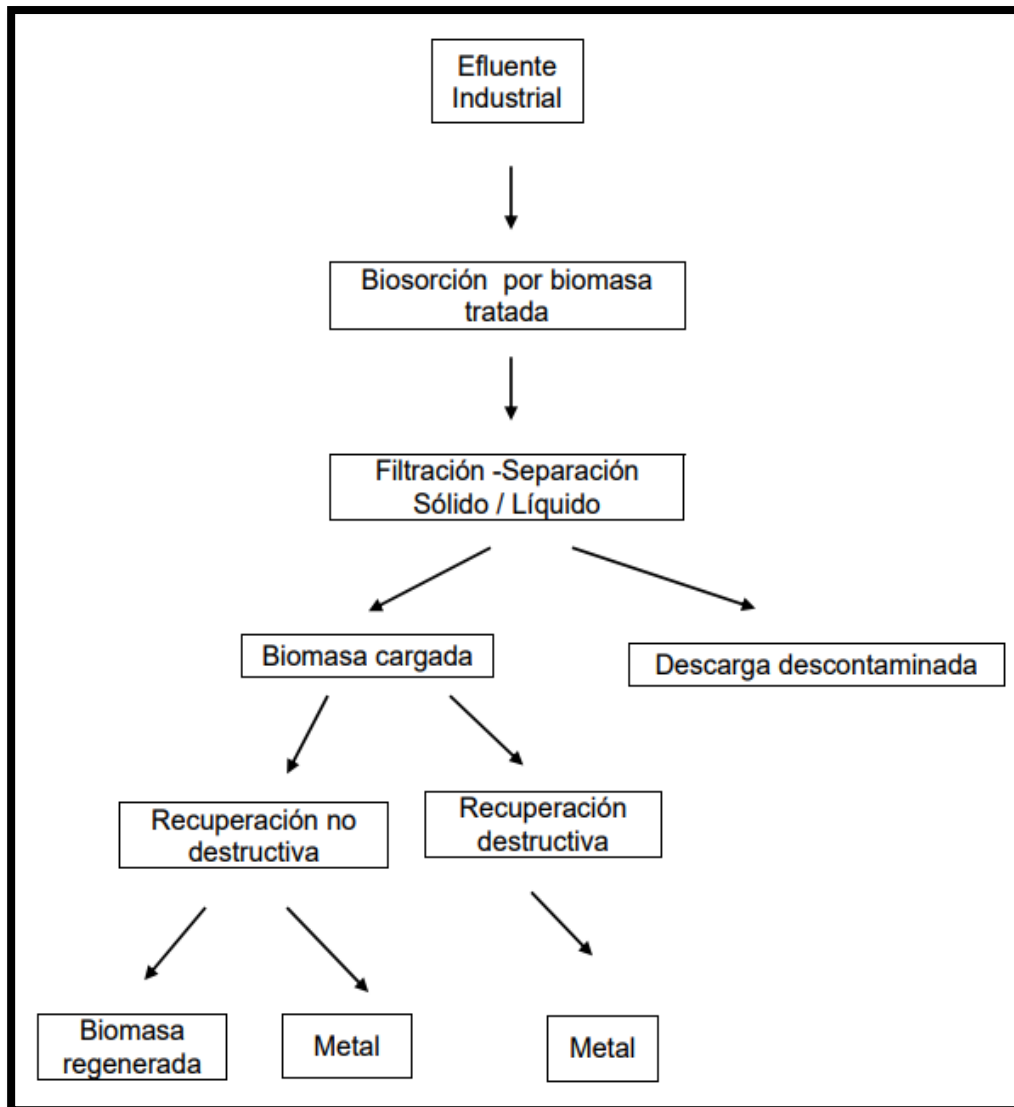 Efluente
Industrial
Biosorción por biomasa
tratada
Filtración -Separación
Sólido / Líquido
Biomasa cargada
Descarga descontaminada
Recuperación no
destructiva
Recuperación
destructiva
Biomasa
regenerada
Metal
Metal